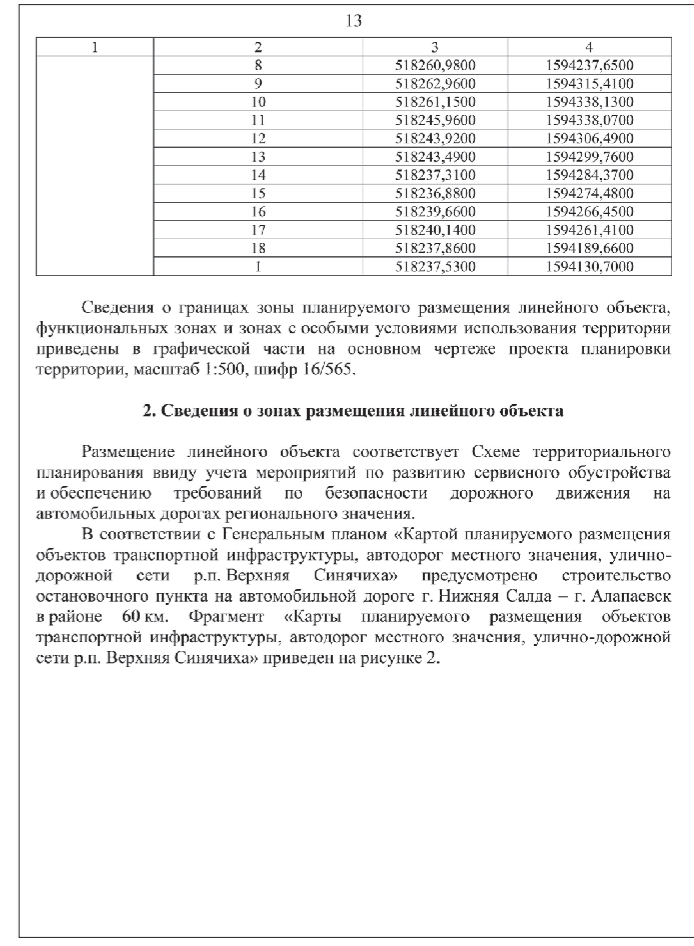 13
1 2 3 4
8 518260,9800 1594237,6500
9 518262,9600 1594315,4100
10 518261,1500 1594338,1300
11 518245,9600 1594338,0700
12 518243,9200 1594306,4900
13 518243,4900 1594299,7600
14 518237,3100 1594284,3700
15 518236,8800 1594274,4800
16 518239,6600 1594266,4500
17 518240,1400 1594261,4100
18 518237,8600 1594189,6600
1 518237,5300 1594130,7000
Сведения о границах зоны планируемого размещения линейного объекта,
функциональных зонах и зонах с особыми условиями использования территории
приведены в графической части на основном чертеже проекта планировки
территории, масштаб 1:500, шифр 16/565.
2. Сведения о зонах размещения линейного объекта
Размещение линейного объекта соответствует Схеме территориального
планирования ввиду учета мероприятий по развитию сервисного обустройства
и обеспечению требований по безопасности дорожного движения на
автомобильных дорогах регионального значения.
В соответствии с Генеральным планом «Картой планируемого размещения
объектов транспортной инфраструктуры, автодорог местного значения, улично-
дорожной сети р.п. Верхняя Синячиха» предусмотрено строительство
остановочного пункта на автомобильной дороге г. Нижняя Салда – г. Алапаевск
в районе 60 км. Фрагмент «Карты планируемого размещения объектов
транспортной инфраструктуры, автодорог местного значения, улично-дорожной
сети р.п. Верхняя Синячиха» приведен на рисунке 2.